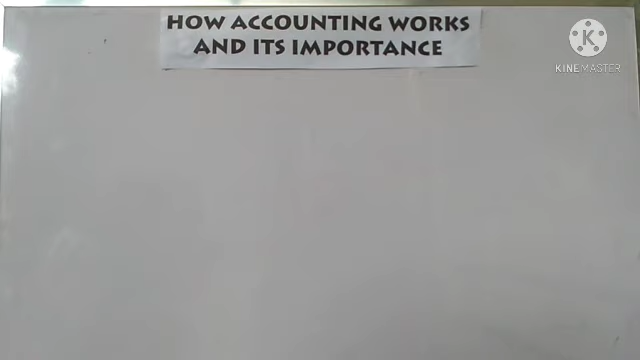 HOW ACCOUNTING WORKS
AND ITS IMPORTANCE
K
KINEMASTER